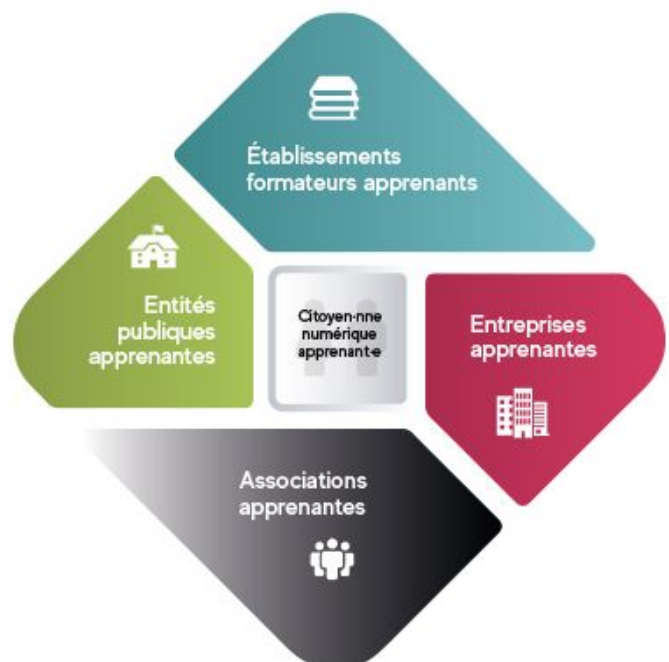 Établissements
formateurs apprenants
Entités
publiques
apprenantes
Citoyen·nne
numérique
apprenant·e
Entreprises
apprenantes
Associations
apprenantes